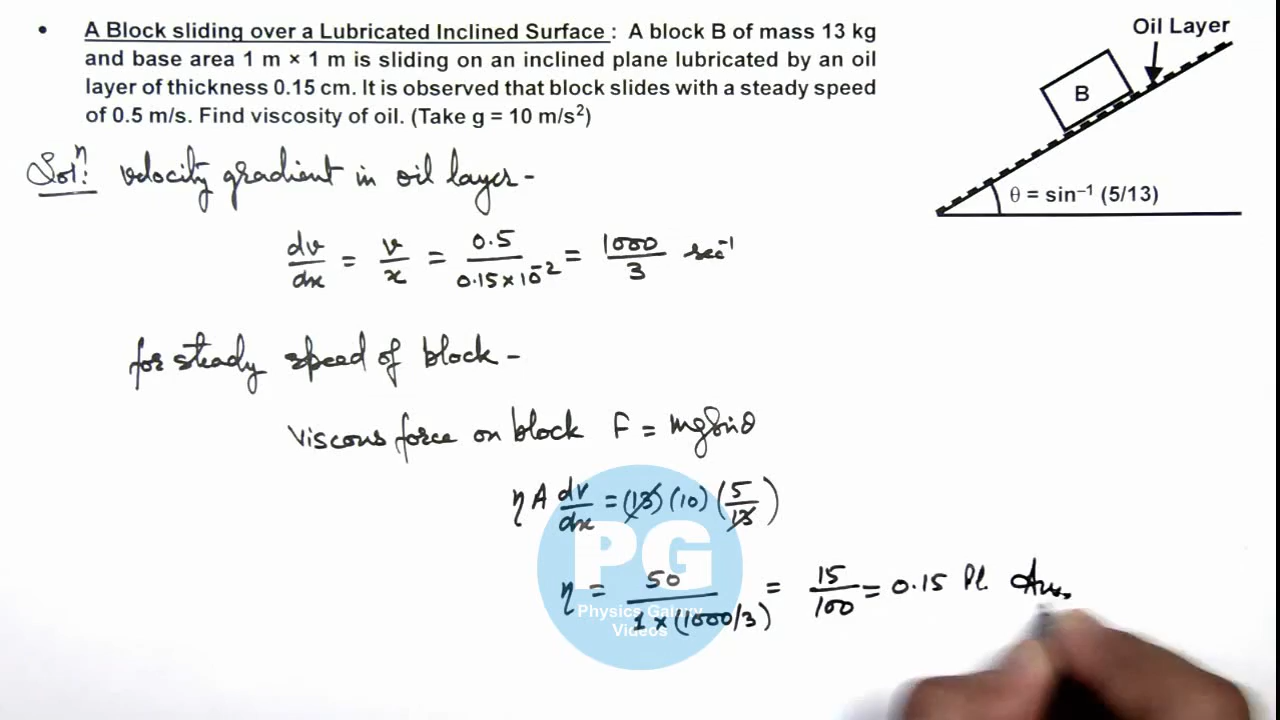 • A Block sliding over a Lubricated Inclined Surface : A block B of mass 13 kg
and base area 1 m × 1 m is sliding on an inclined plane lubricated by an oil
layer of thickness 0.15 cm. It is observed that block slides with a steady speed
of 0.5 m/s. Find viscosity of oil. (Take g = 10 m/s²)
Oil Layer
B
θ = sin⁻¹ (5/13)
Solⁿ: velocity gradient in oil layer -
dv/dx = v/x = 0.5/0.15×10⁻² = 1000/3 sec⁻¹
for steady speed of block -
viscous force on block F = mg sinθ
ηA dv/dx = (13)(10)(5/13)
η = 50/1×(1000/3) = 15/100 = 0.15 Pl. Ans.
PG
Physics Galaxy
Videos